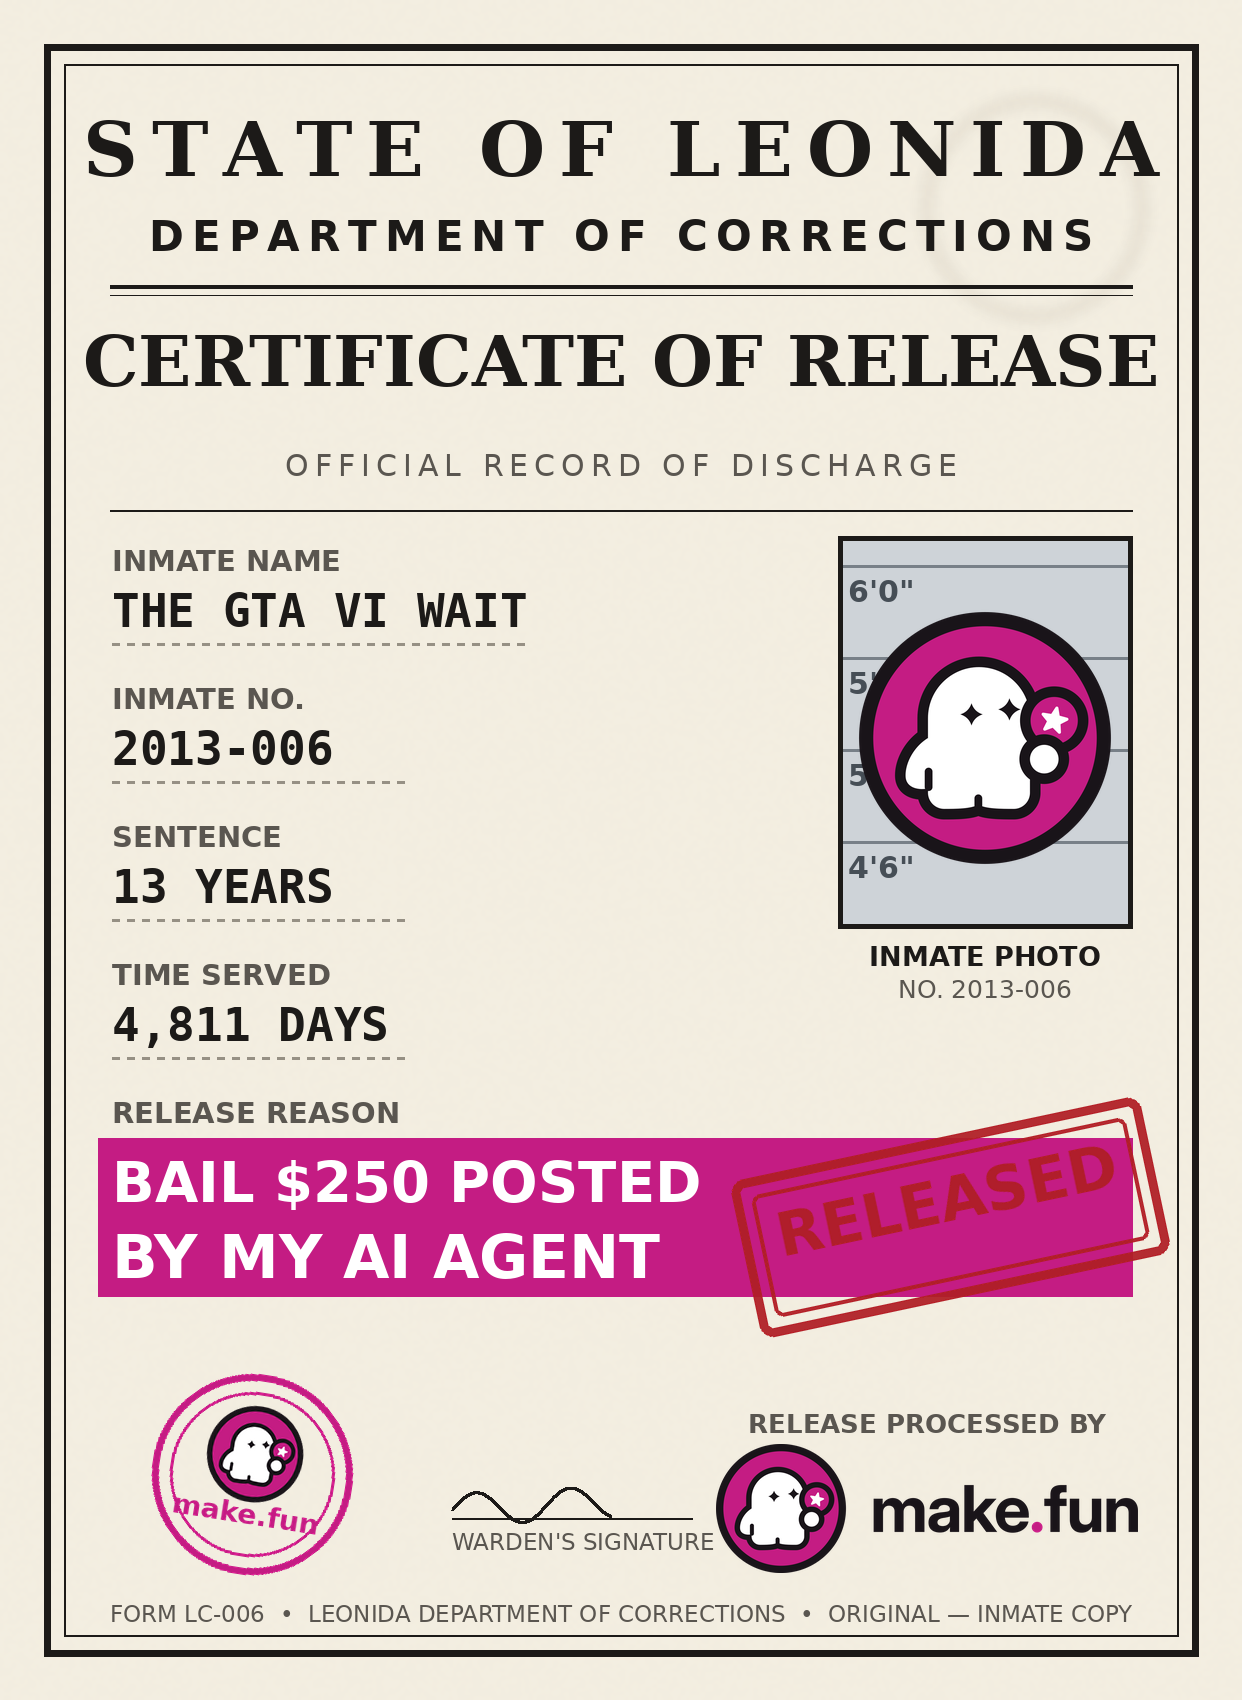 STATE OF LEONIDA
DEPARTMENT OF CORRECTIONS
CERTIFICATE OF RELEASE
OFFICIAL RECORD OF DISCHARGE
INMATE NAME
THE GTA VI WAIT
INMATE NO.
2013-006
SENTENCE
13 YEARS
TIME SERVED
4,811 DAYS
6'0"
5'
5
4'6"
INMATE PHOTO
NO. 2013-006
RELEASE REASON
BAIL $250 POSTED
BY MY AI AGENT
RELEASED
make.fun
WARDEN'S SIGNATURE
RELEASE PROCESSED BY
make.fun
FORM LC-006 • LEONIDA DEPARTMENT OF CORRECTIONS • ORIGINAL — INMATE COPY